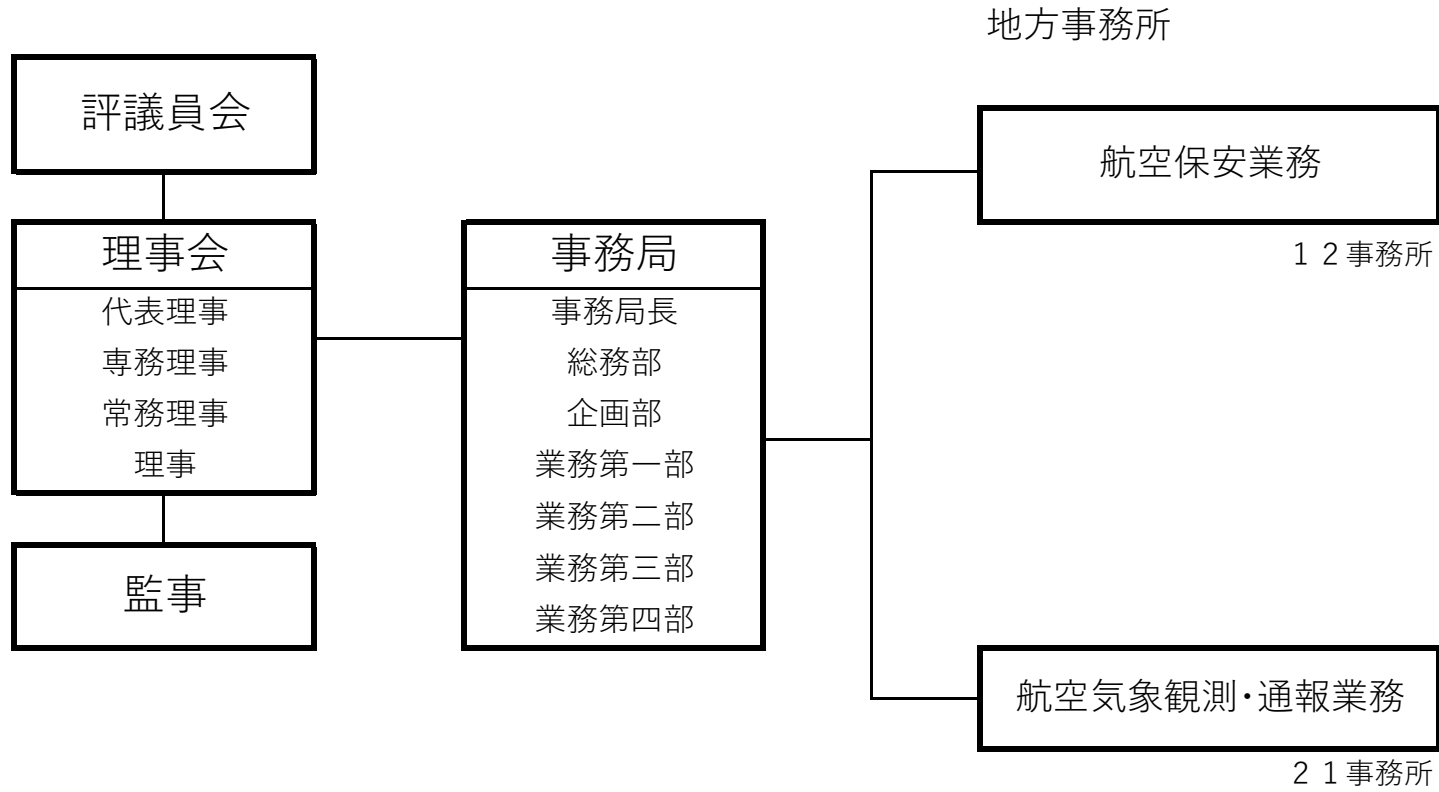 地方事務所
評議員会
理事会
代表理事
専務理事
常務理事
理事
監事
事務局
事務局長
総務部
企画部
業務第一部
業務第二部
業務第三部
業務第四部
航空保安業務
１２事務所
航空気象観測・通報業務
２１事務所